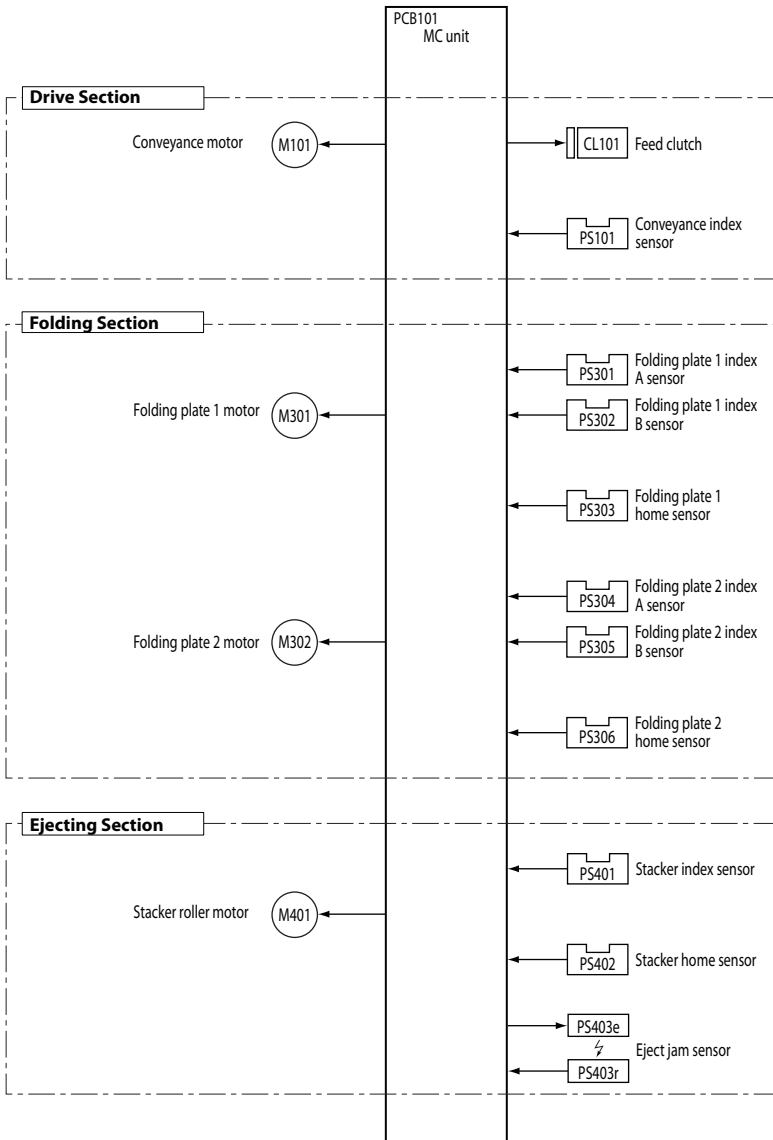 PCB101
MC unit
Drive Section
Conveyance motor
M101
CL101
Feed clutch
PS101
Conveyance index
sensor
Folding Section
PS301
Folding plate 1 index
A sensor
Folding plate 1 motor
M301
PS302
Folding plate 1 index
B sensor
PS303
Folding plate 1
home sensor
PS304
Folding plate 2 index
A sensor
Folding plate 2 motor
M302
PS305
Folding plate 2 index
B sensor
PS306
Folding plate 2
home sensor
Ejecting Section
PS401
Stacker index sensor
Stacker roller motor
M401
PS402
Stacker home sensor
PS403e
Eject jam sensor
PS403r